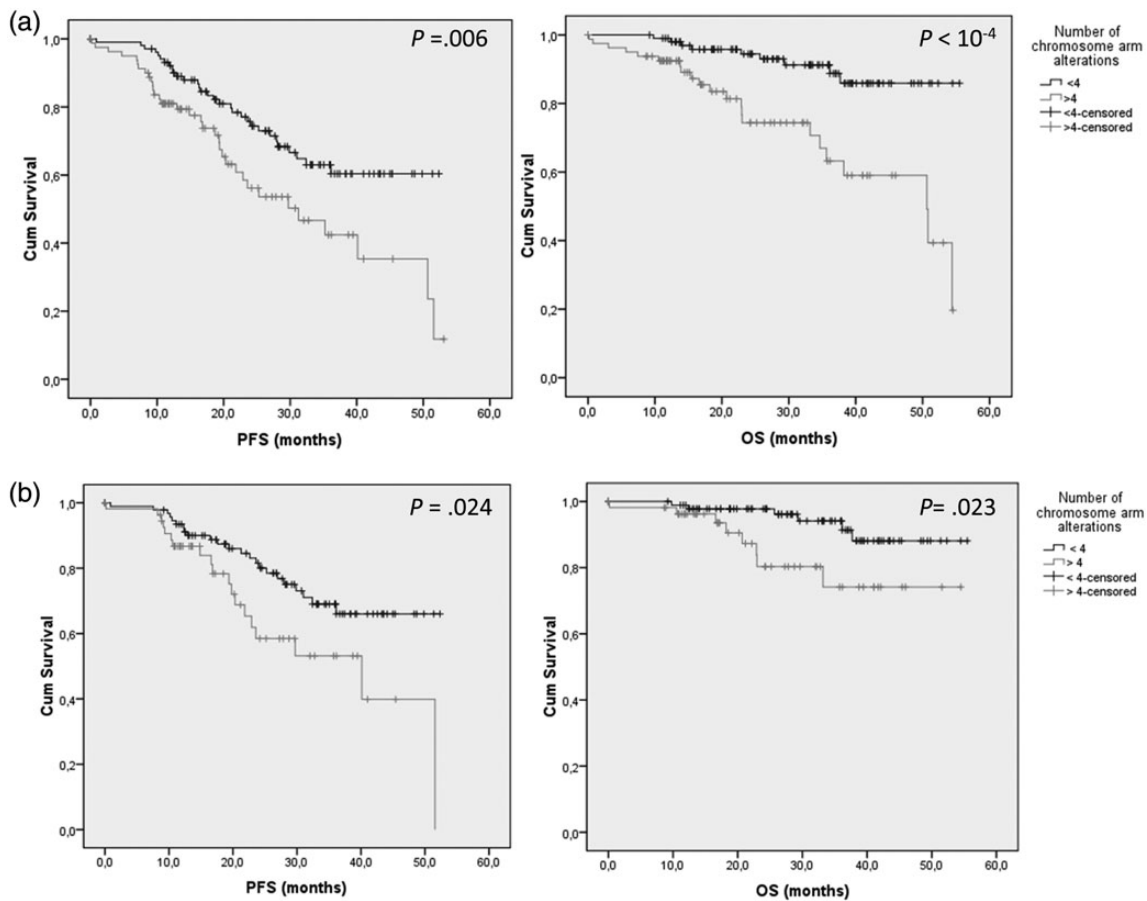 (a)
P =.006
Cum Survival
1,0
0,8
0,6
0,4
0,2
0,0
0,0 10,0 20,0 30,0 40,0 50,0 60,0
PFS (months)
P < 10-4
Cum Survival
1,0
0,8
0,6
0,4
0,2
0,0
0,0 10,0 20,0 30,0 40,0 50,0 60,0
OS (months)
Number of
chromosome arm
alterations
<4
>4
<4-censored
>4-censored
(b)
P = .024
Cum Survival
1,0
0,8
0,6
0,4
0,2
0,0
0,0 10,0 20,0 30,0 40,0 50,0 60,0
PFS (months)
P= .023
Cum Survival
1,0
0,8
0,6
0,4
0,2
0,0
0,0 10,0 20,0 30,0 40,0 50,0 60,0
OS (months)
Number of
chromosome arm
alterations
< 4
> 4
< 4-censored
> 4-censored